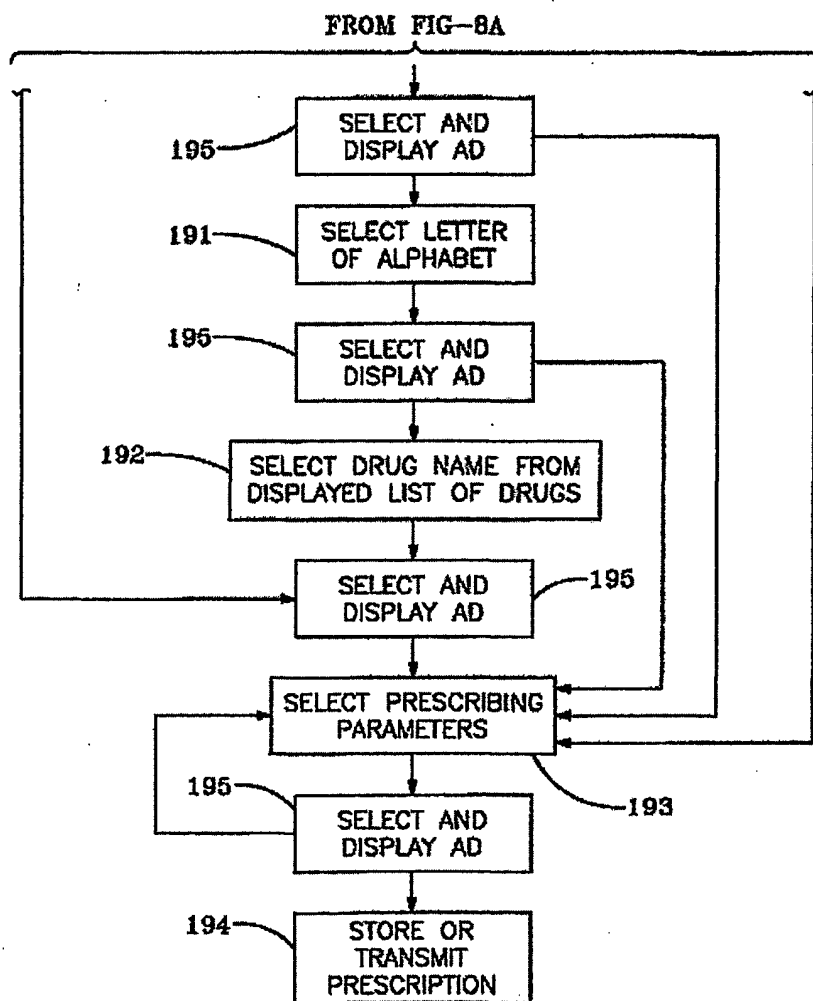 FROM FIG-8A
195
SELECT AND
DISPLAY AD
191
SELECT LETTER
OF ALPHABET
195
SELECT AND
DISPLAY AD
192
SELECT DRUG NAME FROM
DISPLAYED LIST OF DRUGS
SELECT AND
DISPLAY AD
195
SELECT PRESCRIBING
PARAMETERS
193
195
SELECT AND
DISPLAY AD
194
STORE OR
TRANSMIT
PRESCRIPTION